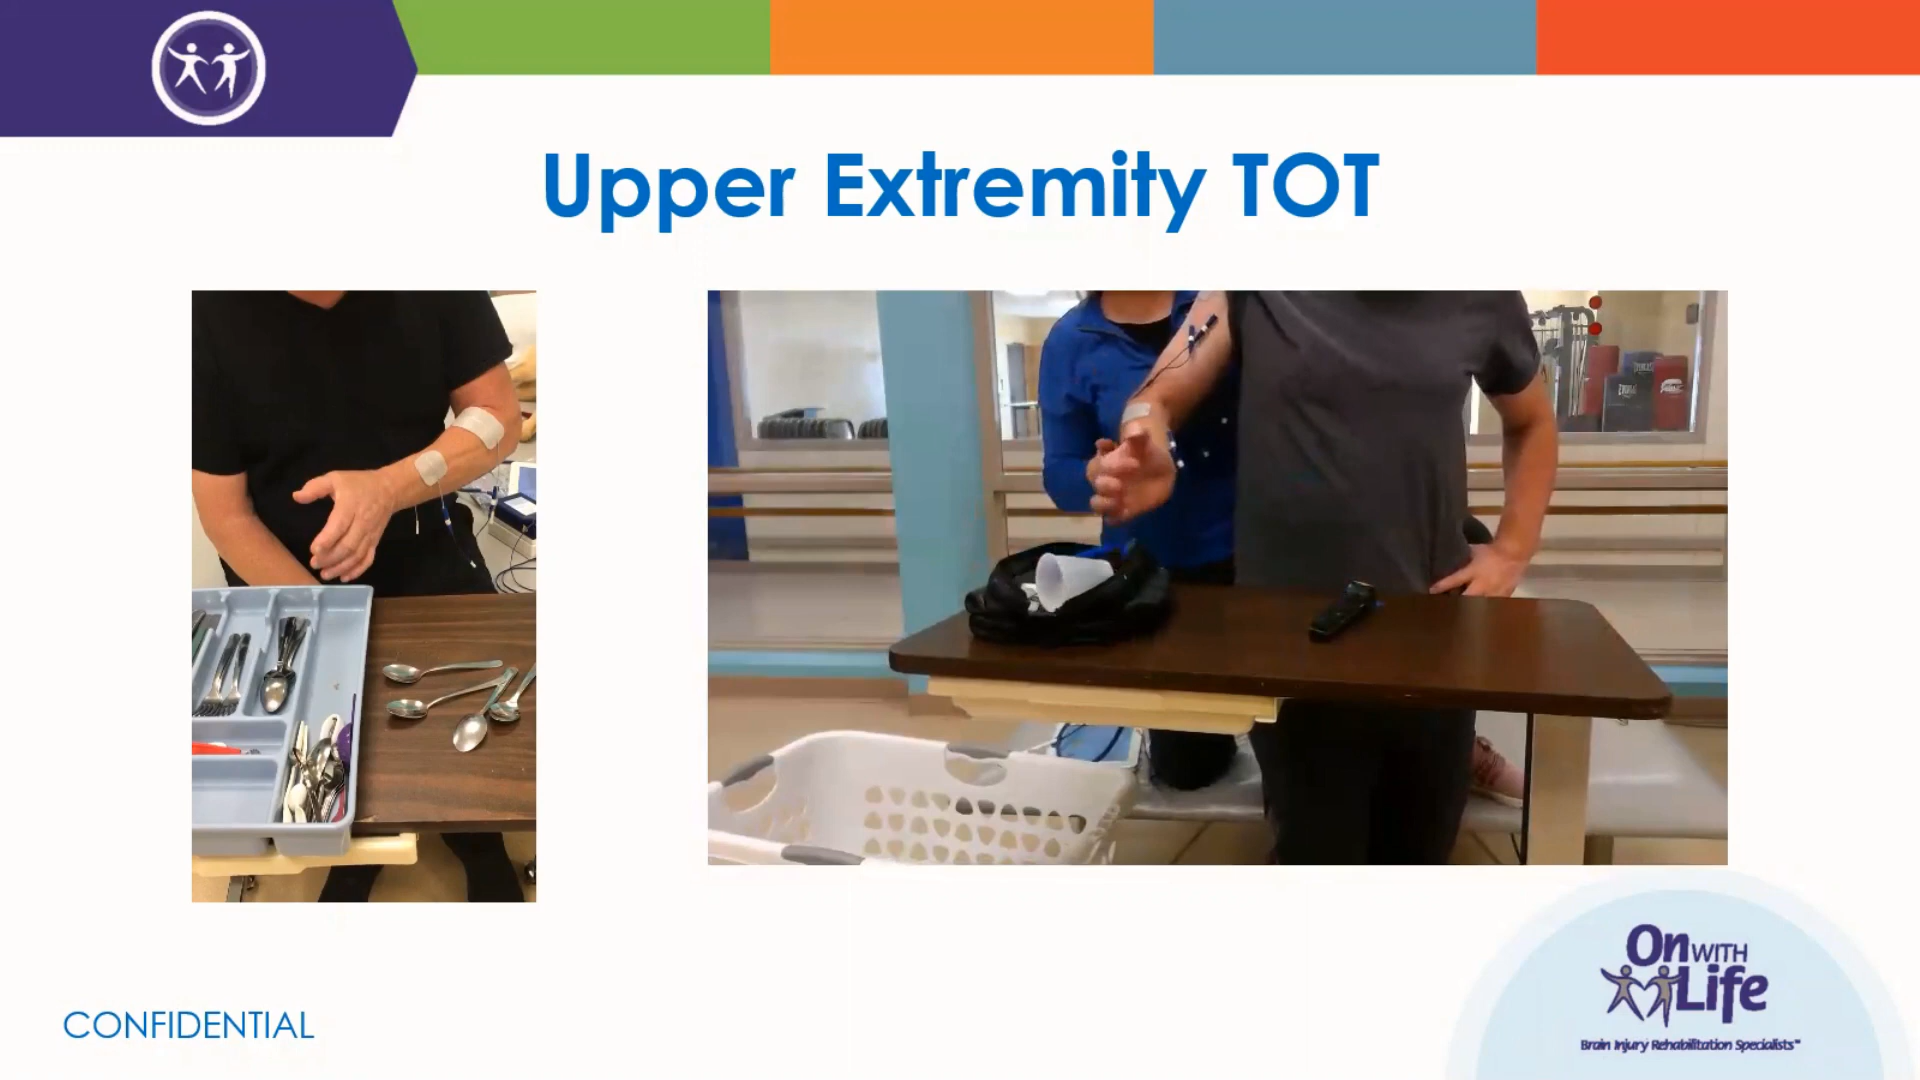 Upper Extremity TOT
CONFIDENTIAL
On WITH
Life
Brain Injury Rehabilitation Specialists™